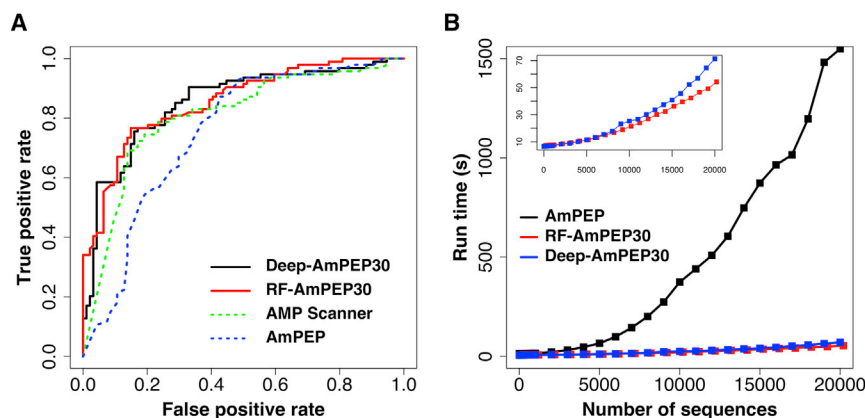 A
True positive rate
1.0
0.8
0.6
0.4
0.2
0.0
Deep-AmPEP30
RF-AmPEP30
AMP Scanner
AmPEP
0.0 0.2 0.4 0.6 0.8 1.0
False positive rate
B
Run time (s)
1500
1000
500
0
70
50
30
10
0 5000 10000 15000 20000
AmPEP
RF-AmPEP30
Deep-AmPEP30
0 5000 10000 15000 20000
Number of sequences